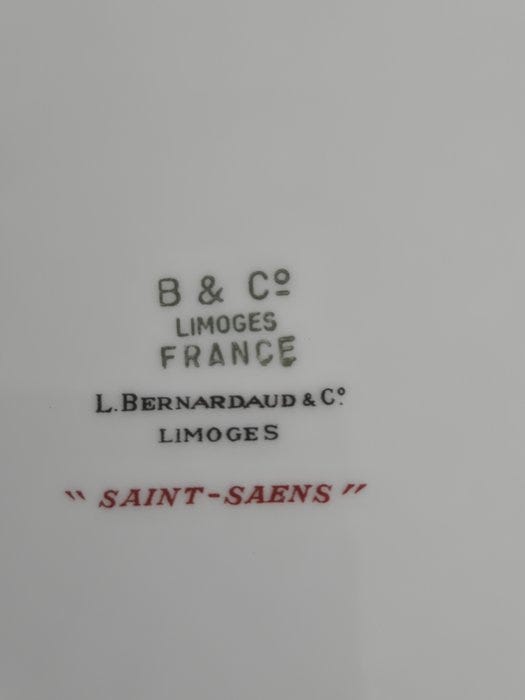 B & Cº
LIMOGES
FRANCE
L. BERNARDAUD & Cº
LIMOGES
" SAINT-SAENS "